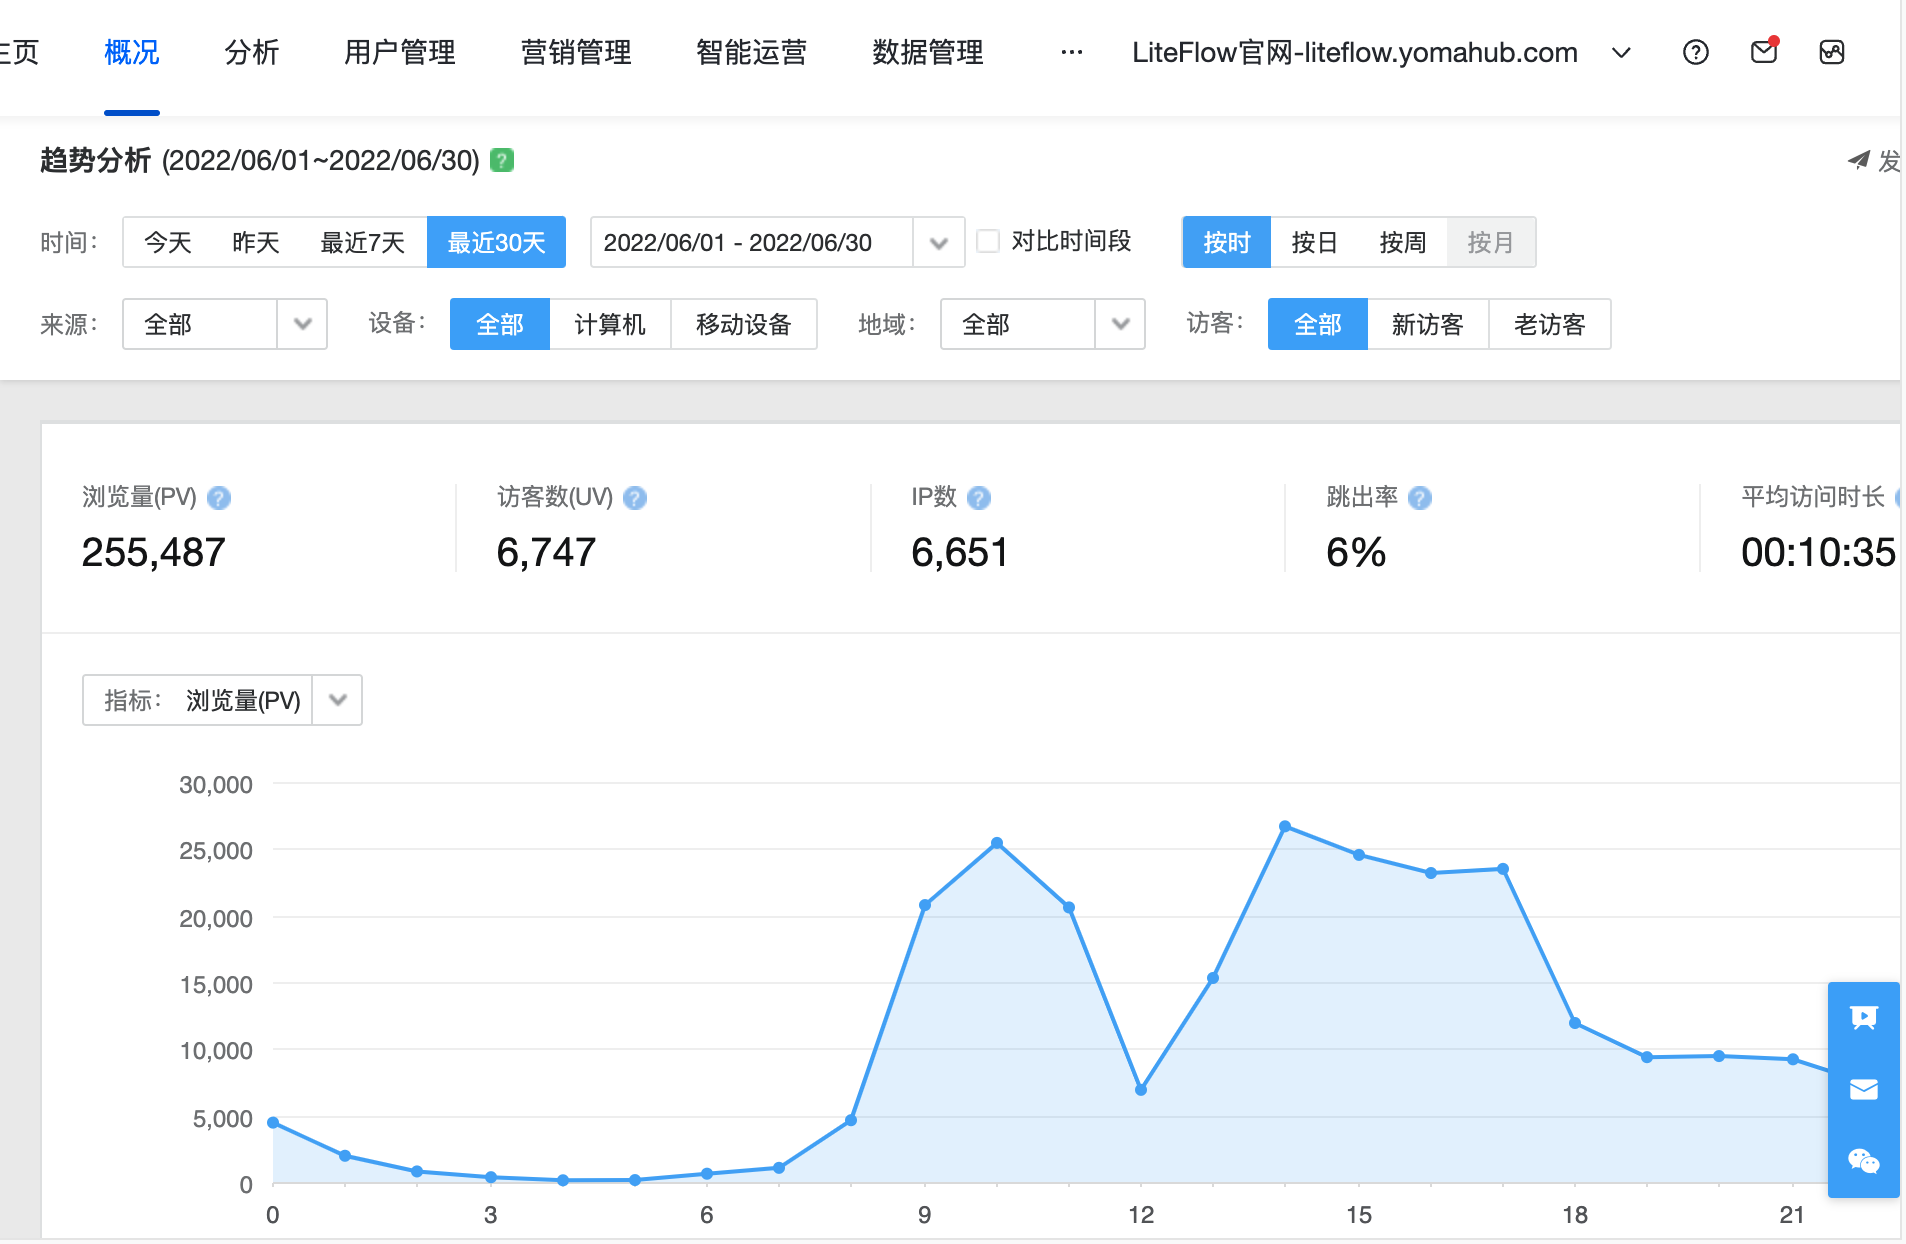 主页 概况 分析 用户管理 营销管理 智能运营 数据管理 ··· LiteFlow官网-liteflow.yomahub.com
趋势分析 (2022/06/01~2022/06/30) ?
发
时间： 今天 昨天 最近7天 最近30天 2022/06/01 - 2022/06/30 对比时间段 按时 按日 按周 按月
来源： 全部 设备： 全部 计算机 移动设备 地域： 全部 访客： 全部 新访客 老访客
浏览量(PV) ? 访客数(UV) ? IP数 ? 跳出率 ? 平均访问时长
255,487 6,747 6,651 6% 00:10:35
指标： 浏览量(PV)
30,000
25,000
20,000
15,000
10,000
5,000
0
0 3 6 9 12 15 18 21